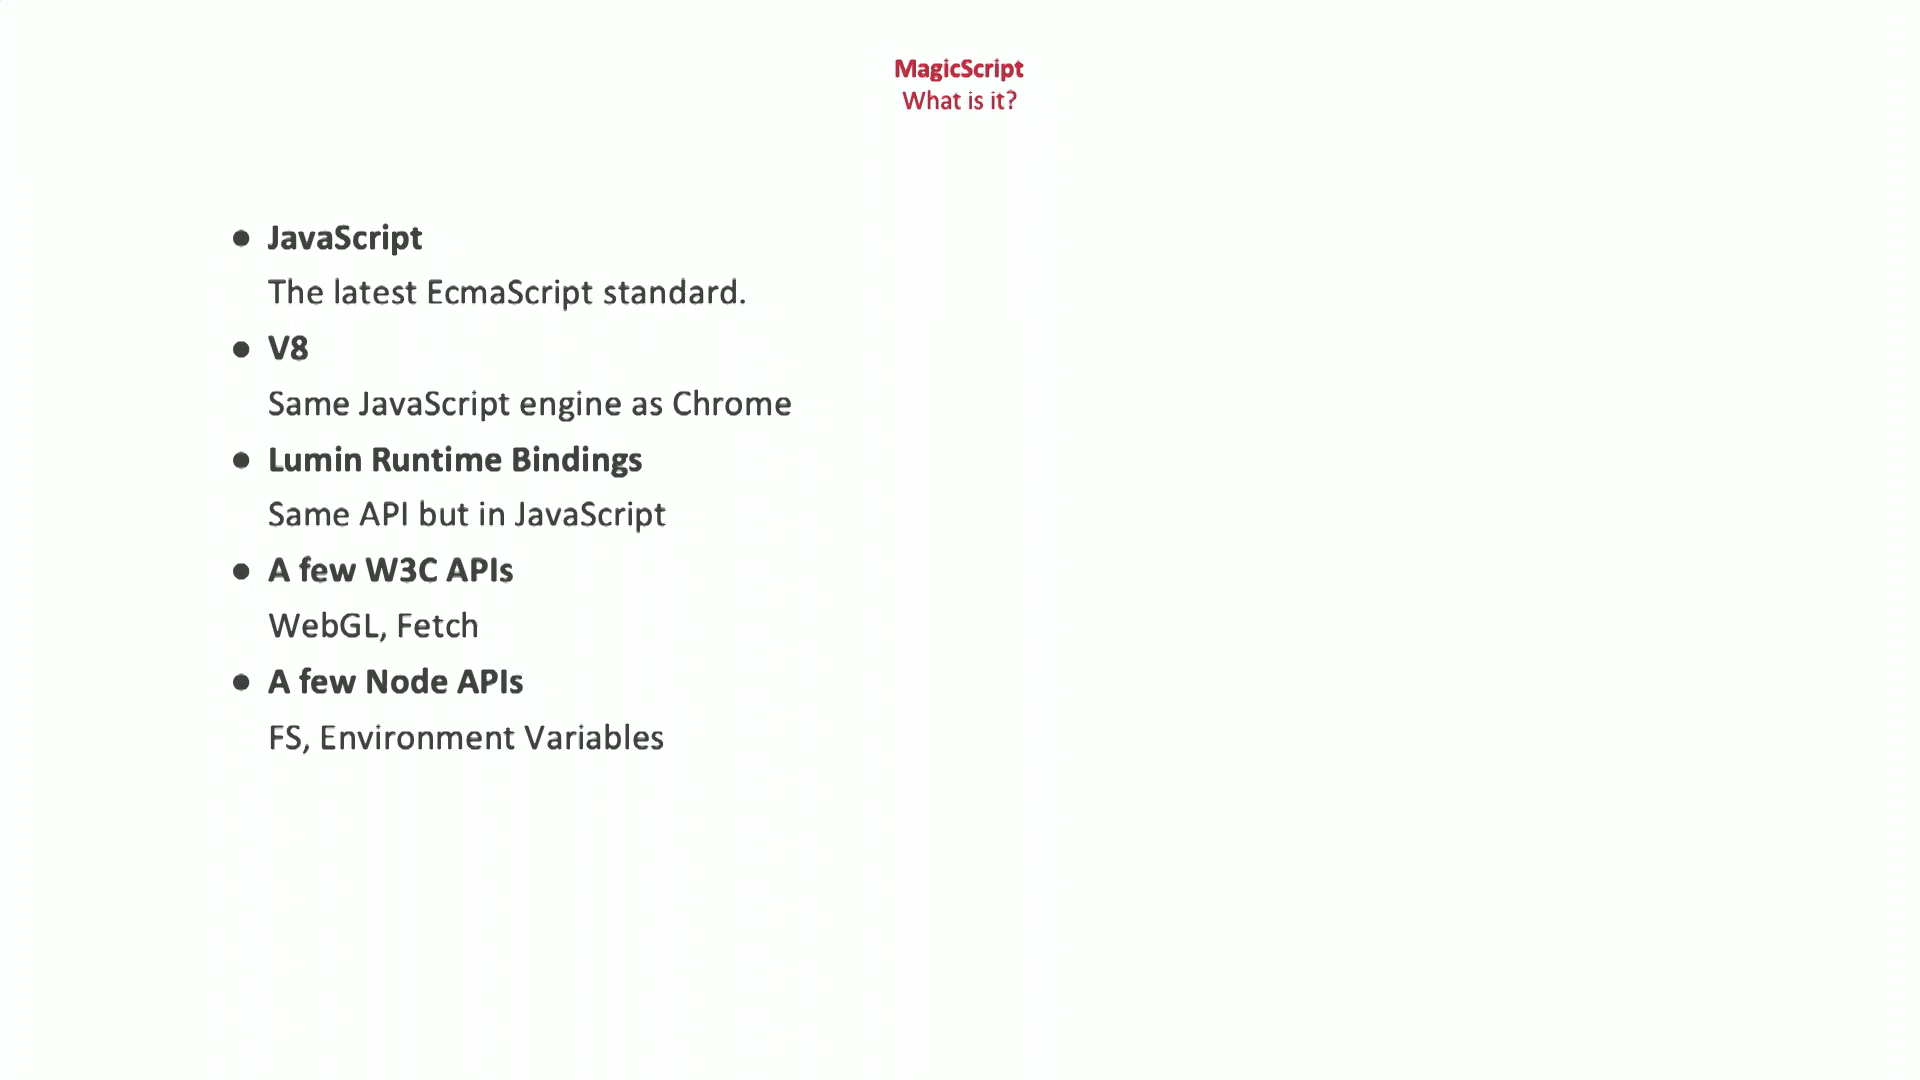 MagicScript
What is it?
● JavaScript
The latest EcmaScript standard.
● V8
Same JavaScript engine as Chrome
● Lumin Runtime Bindings
Same API but in JavaScript
● A few W3C APIs
WebGL, Fetch
● A few Node APIs
FS, Environment Variables